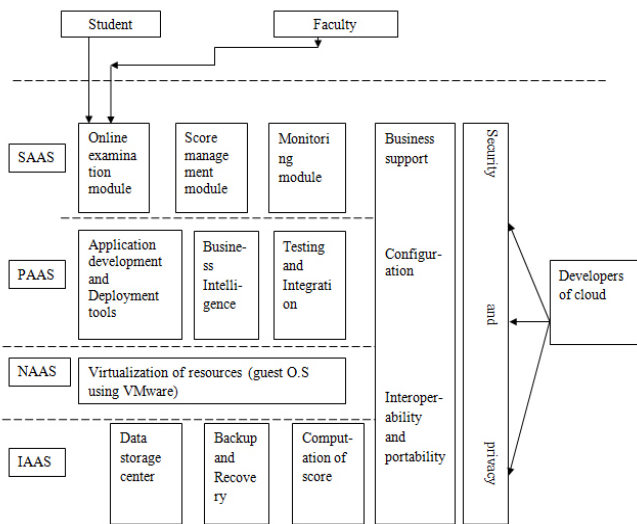 Student
Faculty
SAAS
Online
examina
tion
module
Score
manage
ment
module
Monitori
ng
module
Business
support
Security
PAAS
Application
development
and
Deployment
tools
Busine-
ss
Intellig-
ence
Testing
and
Integrati
on
Configur-
ation
and
Developers
of cloud
NAAS
Virtualization of resources (guest O.S
using VMware)
Interoper-
ability
and
portability
IAAS
Data
storage
center
Backup
and
Recove
ry
Comput-
ation of
score
privacy